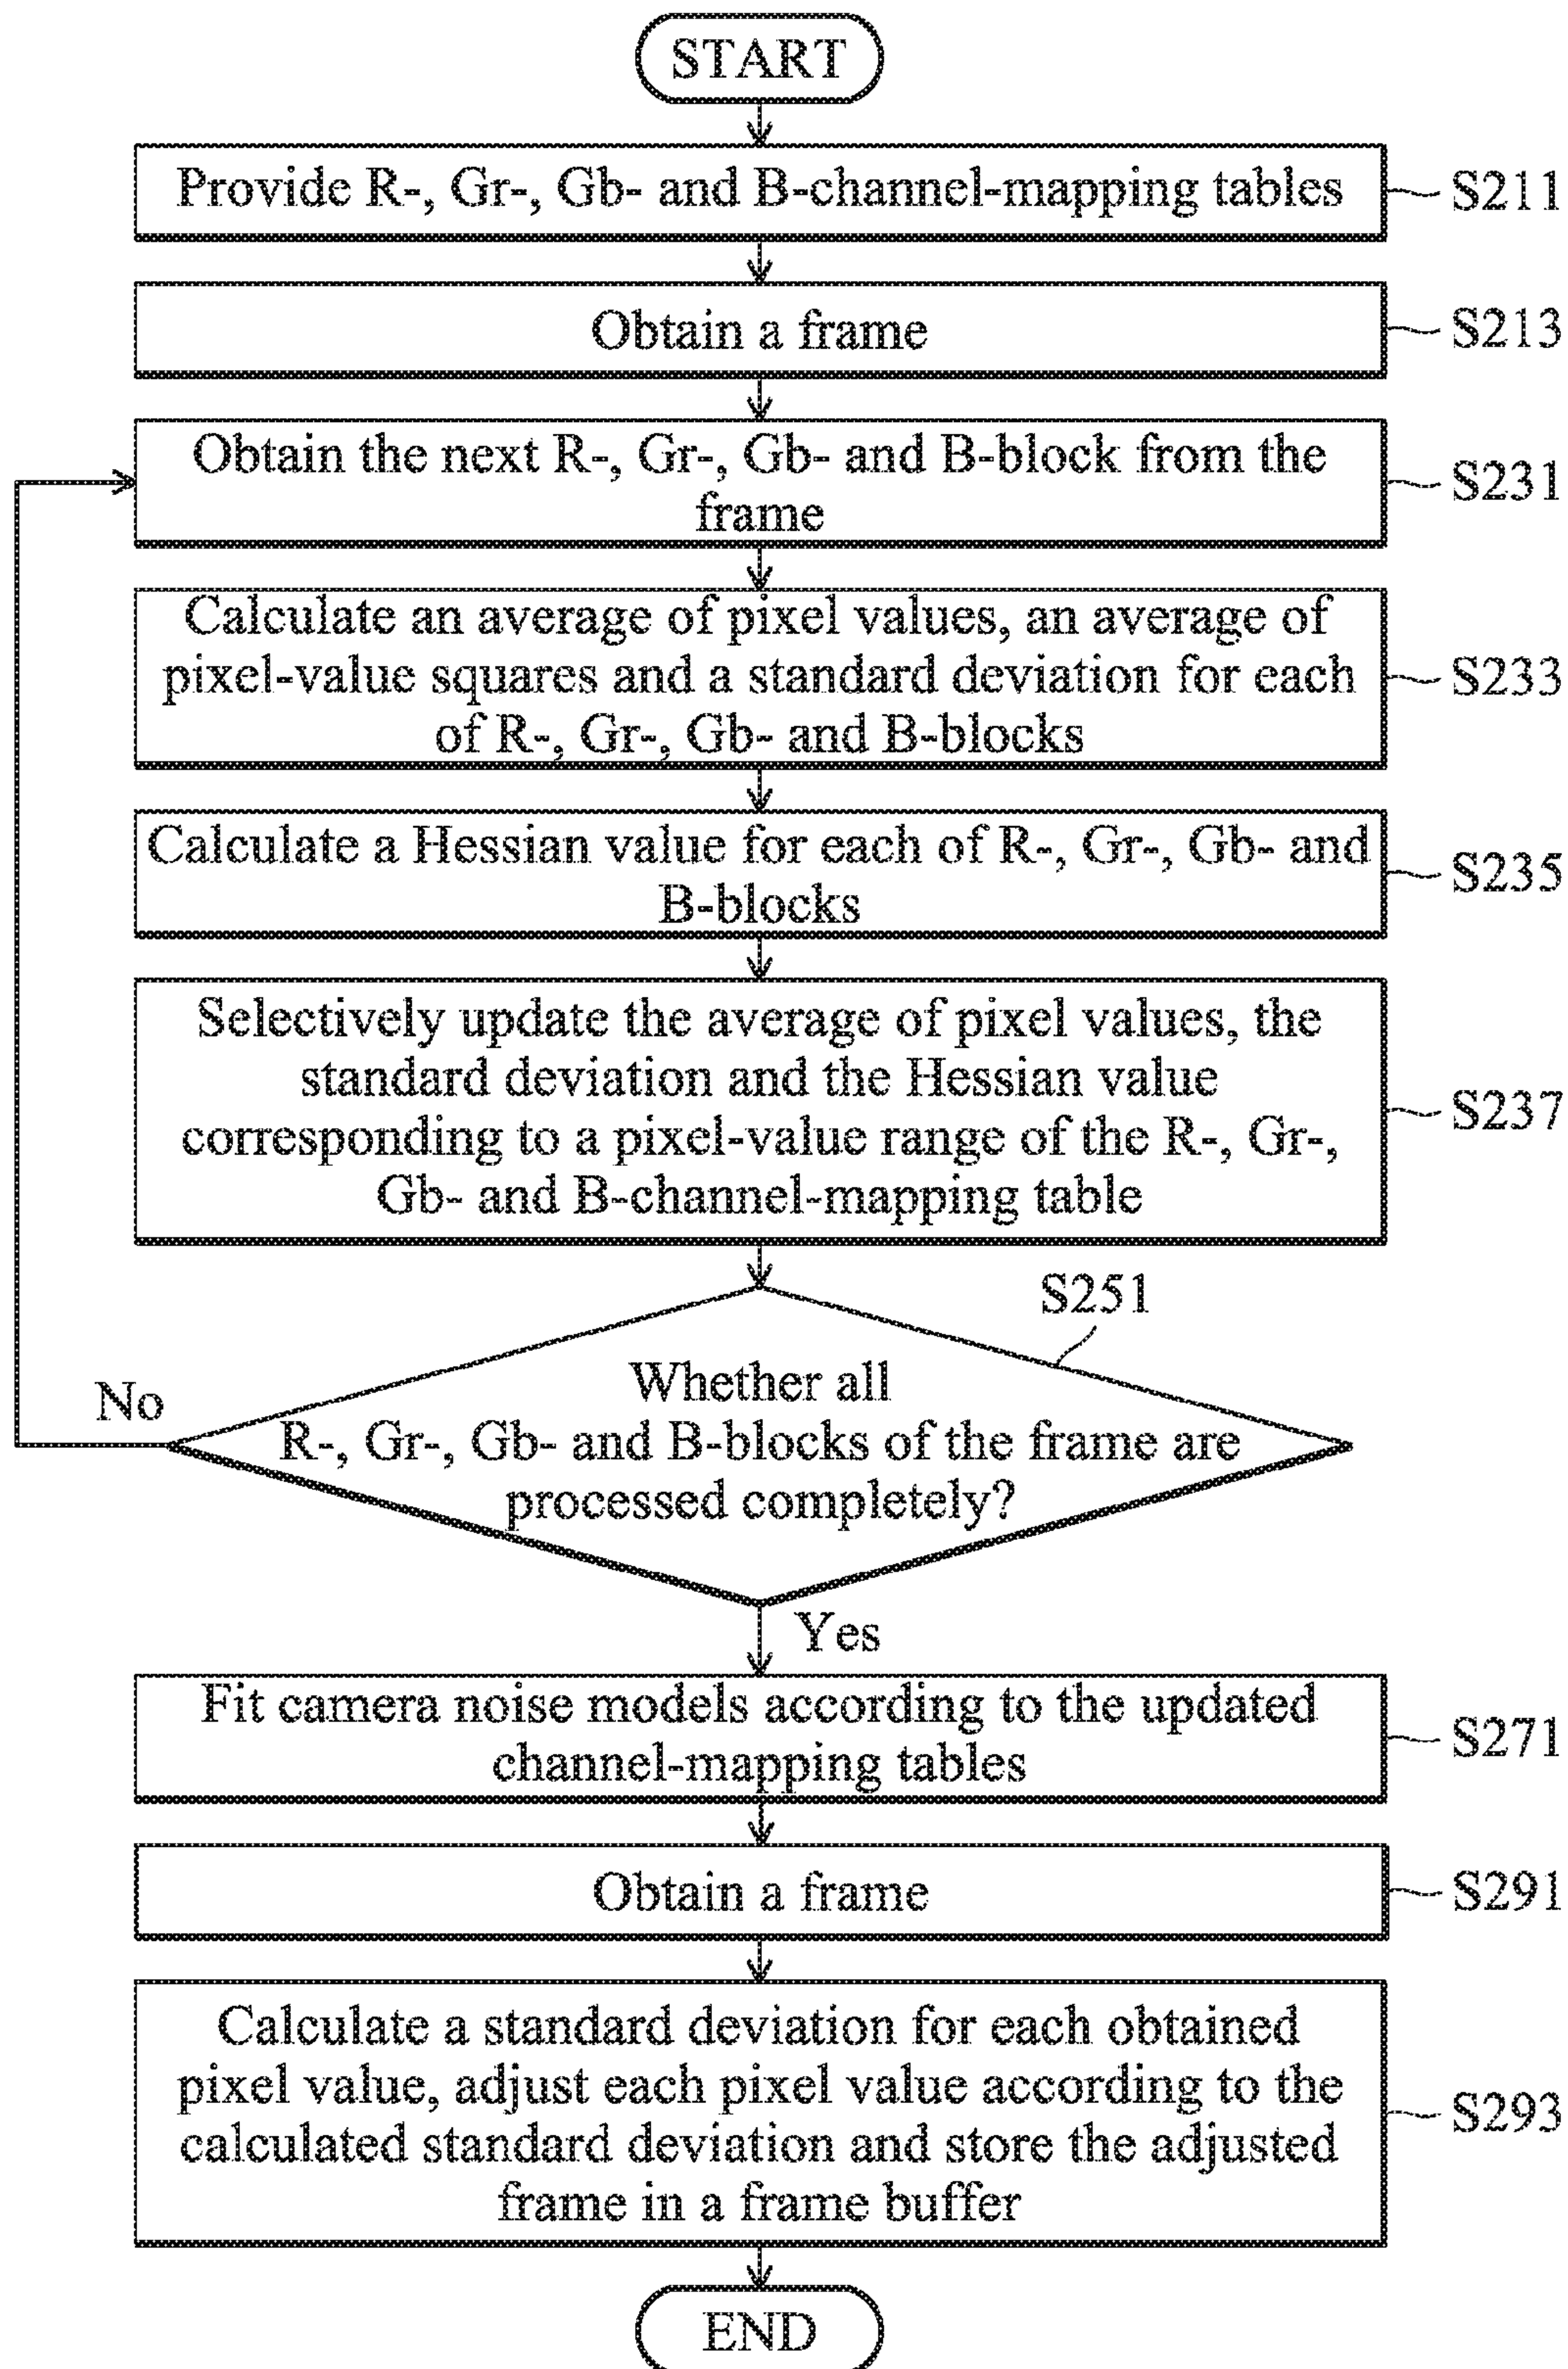 START
Provide R-, Gr-, Gb- and B-channel-mapping tables
S211
Obtain a frame
S213
Obtain the next R-, Gr-, Gb- and B-block from the
frame
S231
Calculate an average of pixel values, an average of
pixel-value squares and a standard deviation for each
of R-, Gr-, Gb- and B-blocks
S233
Calculate a Hessian value for each of R-, Gr-, Gb- and
B-blocks
S235
Selectively update the average of pixel values, the
standard deviation and the Hessian value
corresponding to a pixel-value range of the R-, Gr-,
Gb- and B-channel-mapping table
S237
S251
Whether all
R-, Gr-, Gb- and B-blocks of the frame are
processed completely?
No
Yes
Fit camera noise models according to the updated
channel-mapping tables
S271
Obtain a frame
S291
Calculate a standard deviation for each obtained
pixel value, adjust each pixel value according to the
calculated standard deviation and store the adjusted
frame in a frame buffer
S293
END